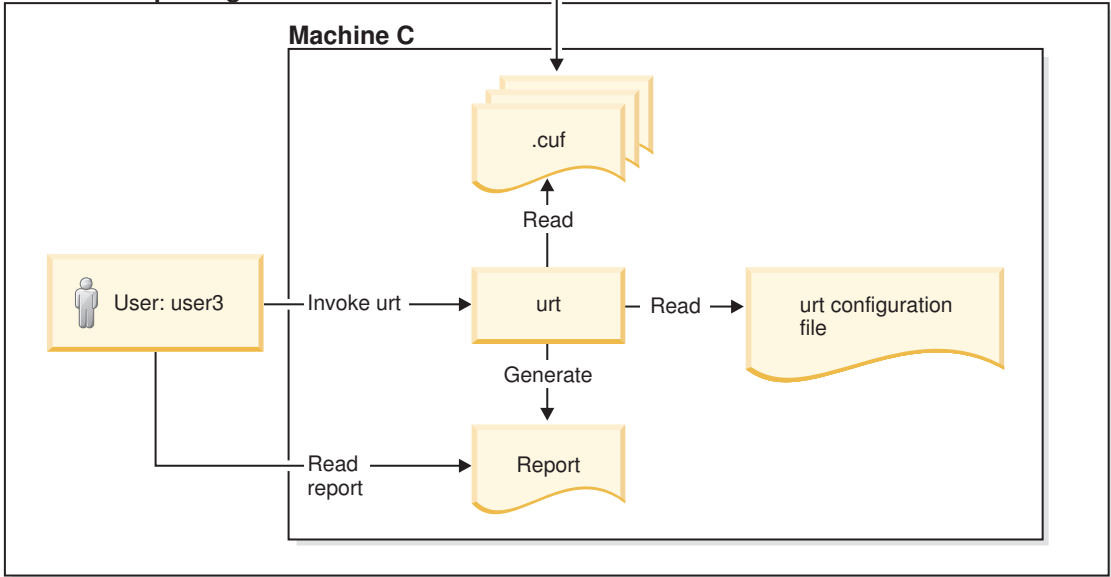 Machine C
.cuf
Read
User: user3
Invoke urt
urt
Read
urt configuration
file
Generate
Read
report
Report